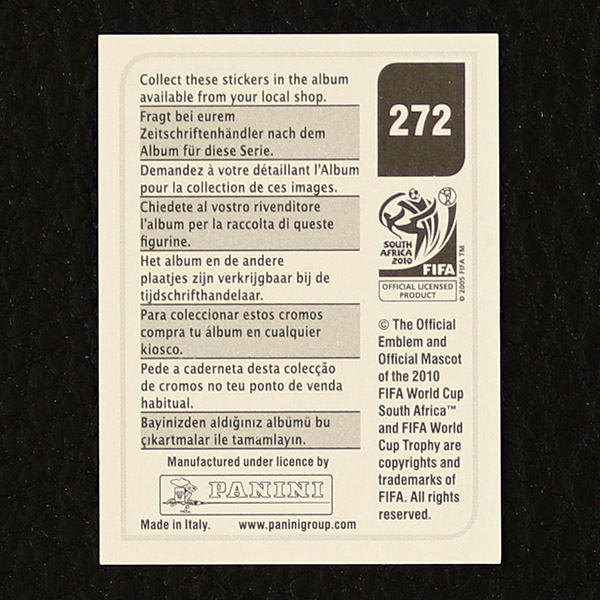 Collect these stickers in the album
available from your local shop.
Fragt bei eurem
Zeitschriftenhändler nach dem
Album für diese Serie.
Demandez à votre détaillant l'Album
pour la collection de ces images.
Chiedete al vostro rivenditore
l'album per la raccolta di queste
figurine.
Het album en de andere
plaatjes zijn verkrijgbaar bij de
tijdschrifthandelaar.
Para coleccionar estos cromos
compra tu álbum en cualquier
kiosco.
Pede a caderneta desta colecção
de cromos no teu ponto de venda
habitual.
Bayinizden aldığınız albümü bu
çıkartmalar ile tamamlayın.
Manufactured under licence by
PANINI
Made in Italy. www.paninigroup.com
272
SOUTH
AFRICA
2010
FIFA
OFFICIAL LICENSED
PRODUCT
© 2005 FIFA TM
© The Official
Emblem and
Official Mascot
of the 2010
FIFA World Cup
South Africa™
and FIFA World
Cup Trophy are
copyrights and
trademarks of
FIFA. All rights
reserved.